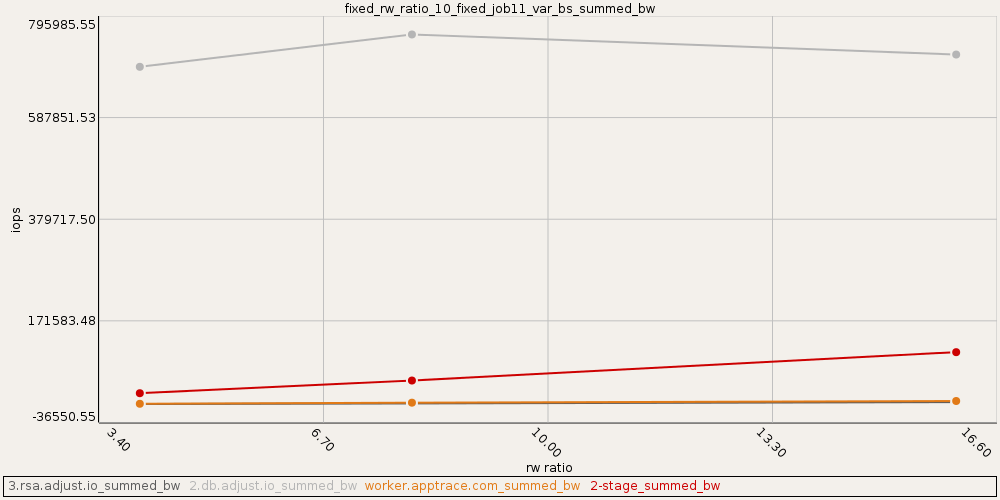 fixed_rw_ratio_10_fixed_job11_var_bs_summed_bw
795985.55
587851.53
379717.50
171583.48
-36550.55
iops
3.40
6.70
10.00
13.30
16.60
rw ratio
3.rsa.adjust.io_summed_bw 2.db.adjust.io_summed_bw worker.apptrace.com_summed_bw 2-stage_summed_bw